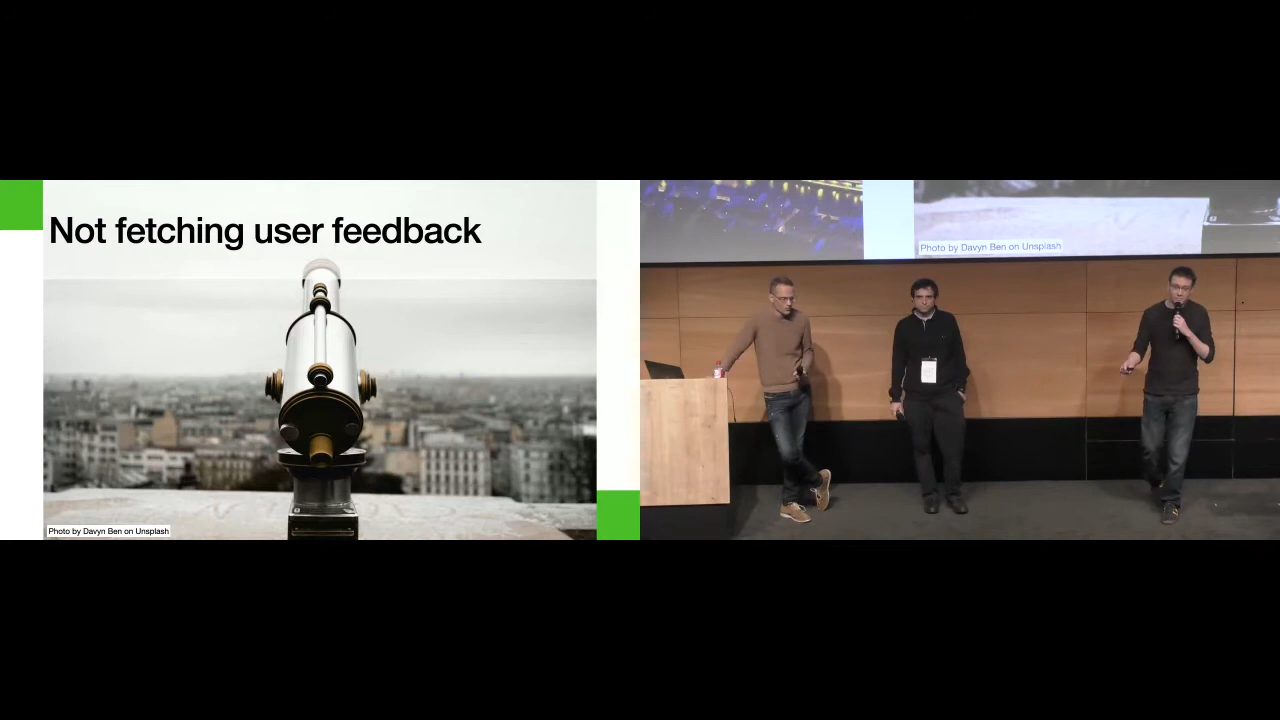 Not fetching user feedback
Photo by Davyn Ben on Unsplash
Photo by Davyn Ben on Unsplash